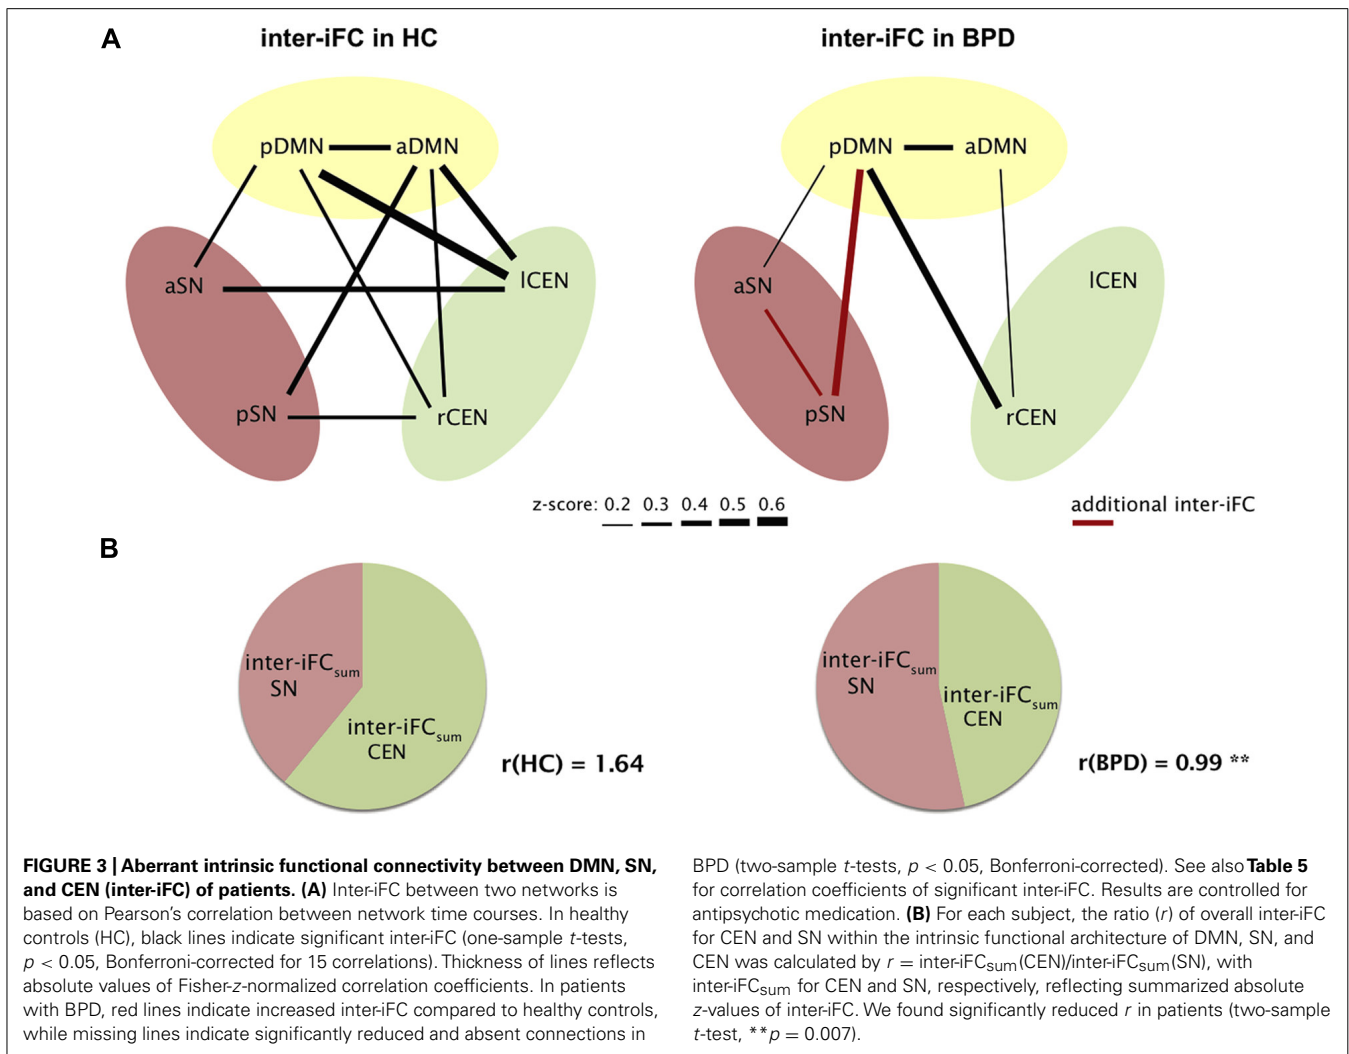 A
inter-iFC in HC
inter-iFC in BPD
pDMN
aDMN
aSN
lCEN
pSN
rCEN
pDMN
aDMN
aSN
lCEN
pSN
rCEN
z-score: 0.2 0.3 0.4 0.5 0.6
additional inter-iFC
B
inter-iFCsum
SN
inter-iFCsum
CEN
r(HC) = 1.64
inter-iFCsum
SN
inter-iFCsum
CEN
r(BPD) = 0.99 **
FIGURE 3 | Aberrant intrinsic functional connectivity between DMN, SN,
and CEN (inter-iFC) of patients. (A) Inter-iFC between two networks is
based on Pearson's correlation between network time courses. In healthy
controls (HC), black lines indicate significant inter-iFC (one-sample t-tests,
p < 0.05, Bonferroni-corrected for 15 correlations). Thickness of lines reflects
absolute values of Fisher-z-normalized correlation coefficients. In patients
with BPD, red lines indicate increased inter-iFC compared to healthy controls,
while missing lines indicate significantly reduced and absent connections in
BPD (two-sample t-tests, p < 0.05, Bonferroni-corrected). See also Table 5
for correlation coefficients of significant inter-iFC. Results are controlled for
antipsychotic medication. (B) For each subject, the ratio (r) of overall inter-iFC
for CEN and SN within the intrinsic functional architecture of DMN, SN, and
CEN was calculated by r = inter-iFCsum(CEN)/inter-iFCsum(SN), with
inter-iFCsum for CEN and SN, respectively, reflecting summarized absolute
z-values of inter-iFC. We found significantly reduced r in patients (two-sample
t-test, **p = 0.007).